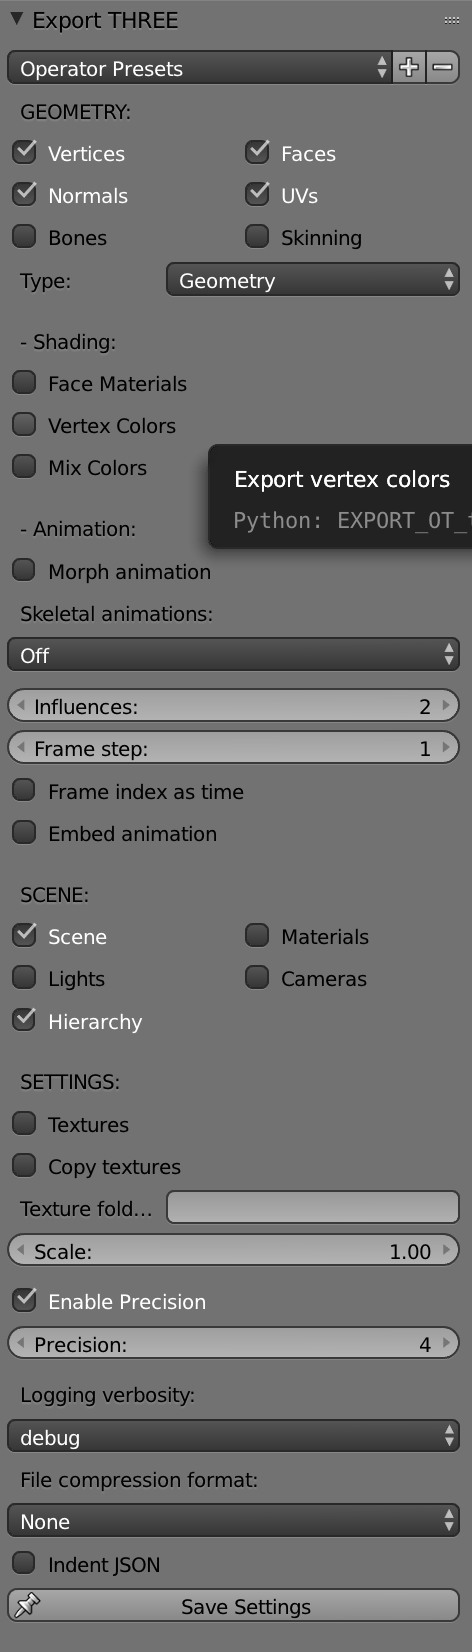 Export THREE
Operator Presets
GEOMETRY:
Vertices Faces
Normals UVs
Bones Skinning
Type: Geometry
- Shading:
Face Materials
Vertex Colors
Mix Colors
Export vertex colors
Python: EXPORT_OT_
- Animation:
Morph animation
Skeletal animations:
Off
Influences: 2
Frame step: 1
Frame index as time
Embed animation
SCENE:
Scene Materials
Lights Cameras
Hierarchy
SETTINGS:
Textures
Copy textures
Texture fold...
Scale: 1.00
Enable Precision
Precision: 4
Logging verbosity:
debug
File compression format:
None
Indent JSON
Save Settings